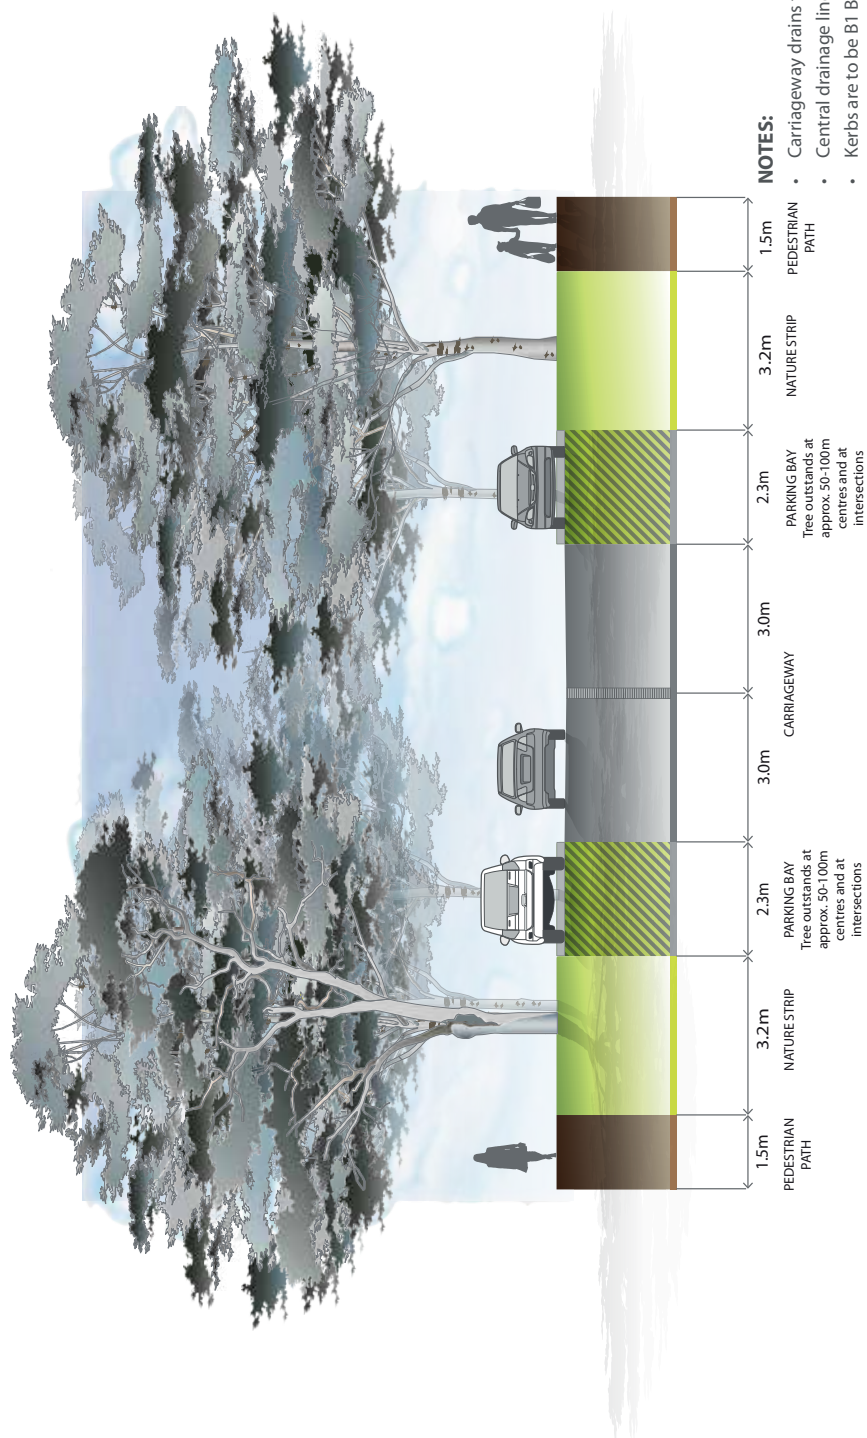 1.5m
3.2m
2.3m
3.0m
3.0m
2.3m
3.2m
1.5m
PEDESTRIAN
PATH
NATURE STRIP
PARKING BAY
Tree outstands at
approx. 50-100m
centres and at
intersections
CARRIAGEWAY
PARKING BAY
Tree outstands at
approx. 50-100m
centres and at
intersections
NATURE STRIP
PEDESTRIAN
PATH
NOTES:
• Carriageway drains
• Central drainage lin
• Kerbs are to be B1 B